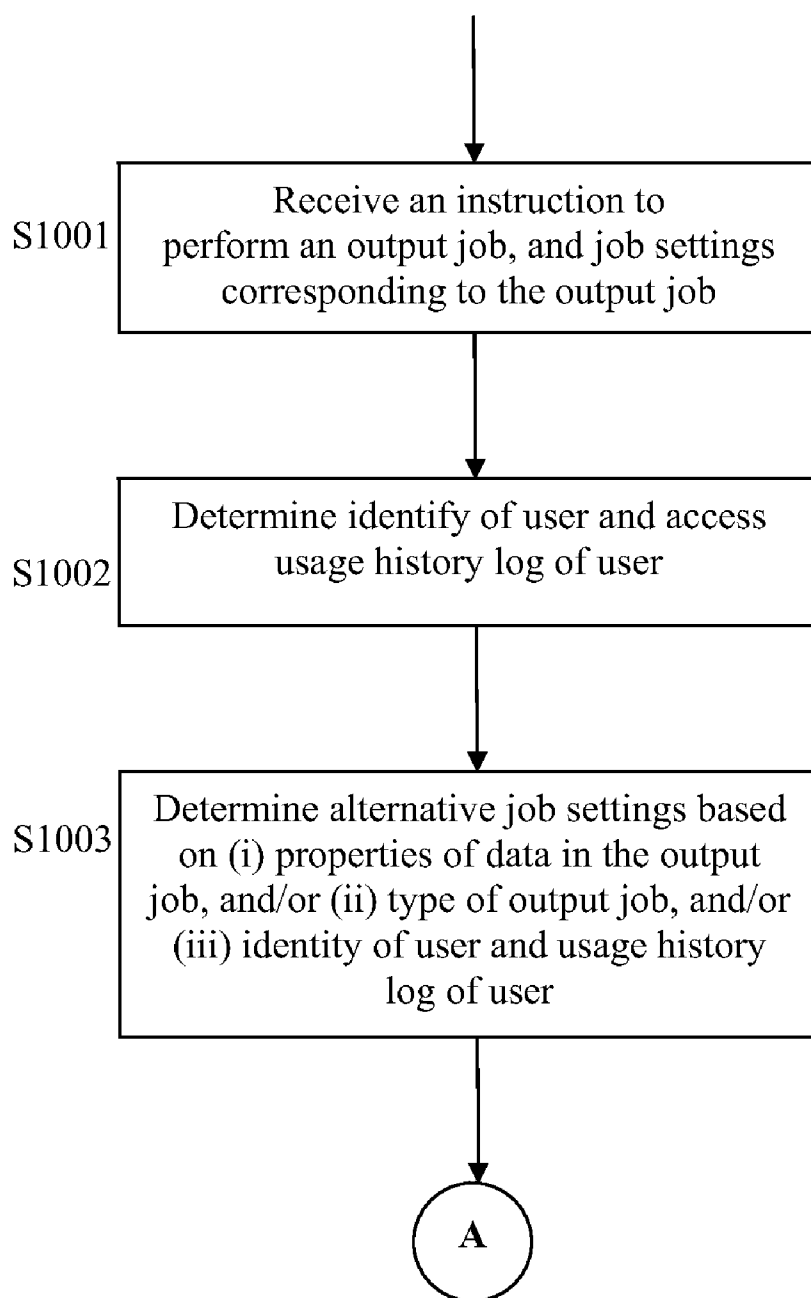 Receive an instruction to
S1001
perform an output job, and job settings
corresponding to the output job
Determine identify of user and access
S1002
usage history log of user
Determine alternative job settings based
S1003
on (i) properties of data in the output
job, and/or (ii) type of output job, and/or
(iii) identity of user and usage history
log of user
A